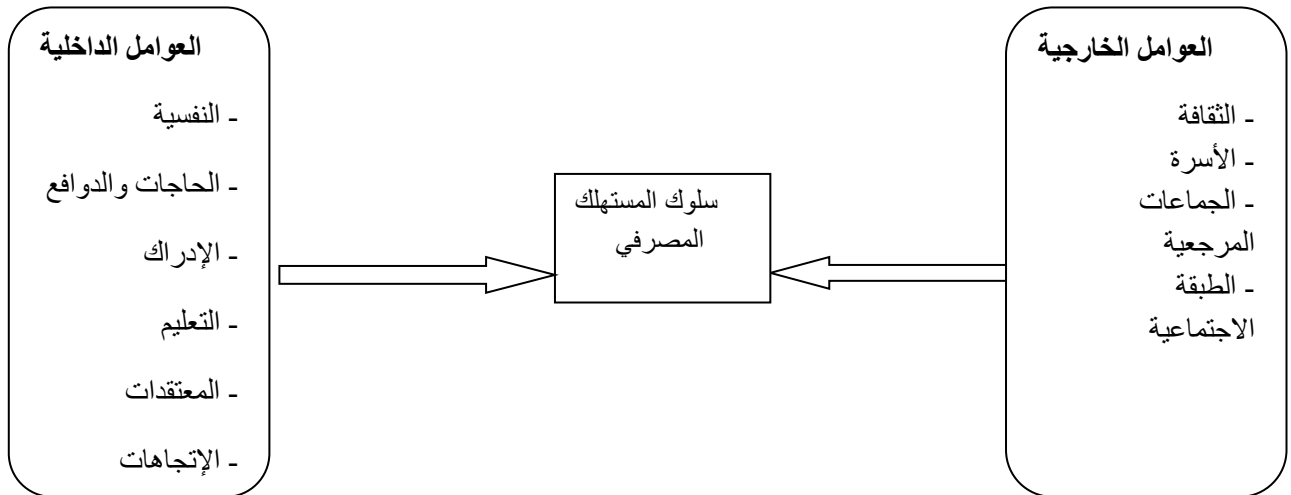 العوامل الخارجية
- الثقافة
- الأسرة
- الجماعات
المرجعية
- الطبقة
الاجتماعية
سلوك المستهلك
المصرفي
العوامل الداخلية
- النفسية
- الحاجات والدوافع
- الإدراك
- التعليم
- المعتقدات
- الإتجاهات